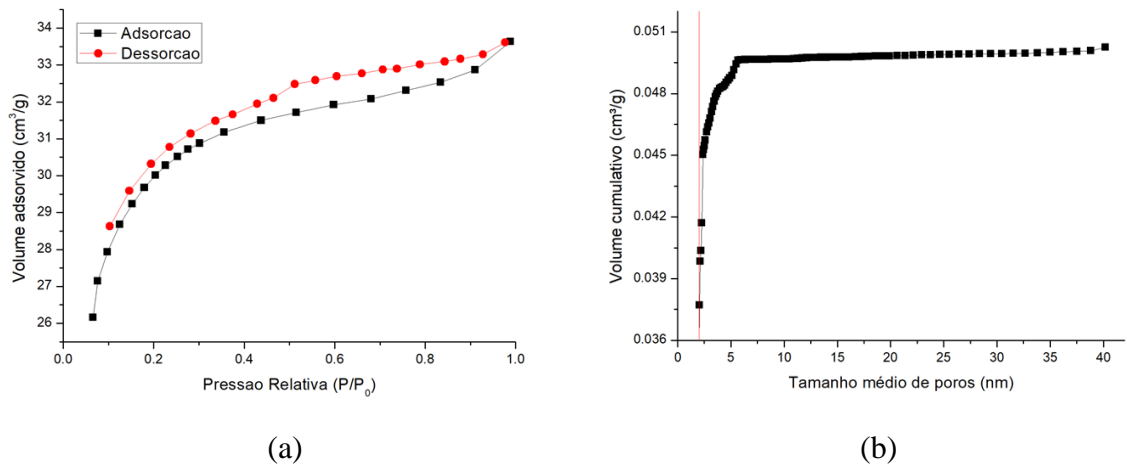 34
33
32
31
30
29
28
27
26
Volume adsorvido (cm³/g)
Adsorcao
Dessorcao
0.0 0.2 0.4 0.6 0.8 1.0
Pressao Relativa (P/P₀)
(a)
0.051
0.048
0.045
0.042
0.039
0.036
Volume cumulativo (cm³/g)
0 5 10 15 20 25 30 35 40
Tamanho médio de poros (nm)
(b)